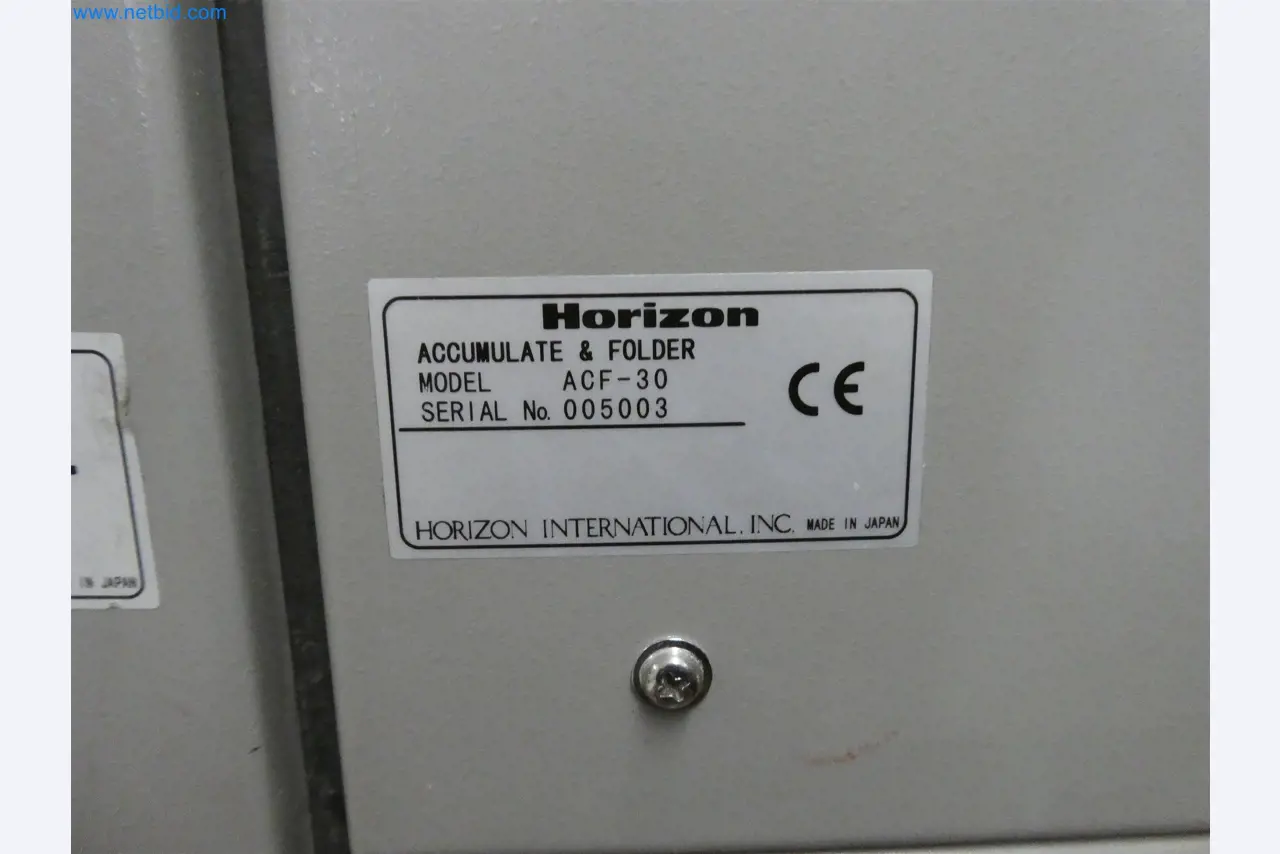 www.netbid.com
Horizon
ACCUMULATE & FOLDER
MODEL ACF-30
SERIAL No. 005003
CE
HORIZON INTERNATIONAL, INC. MADE IN JAPAN
IN JAPAN